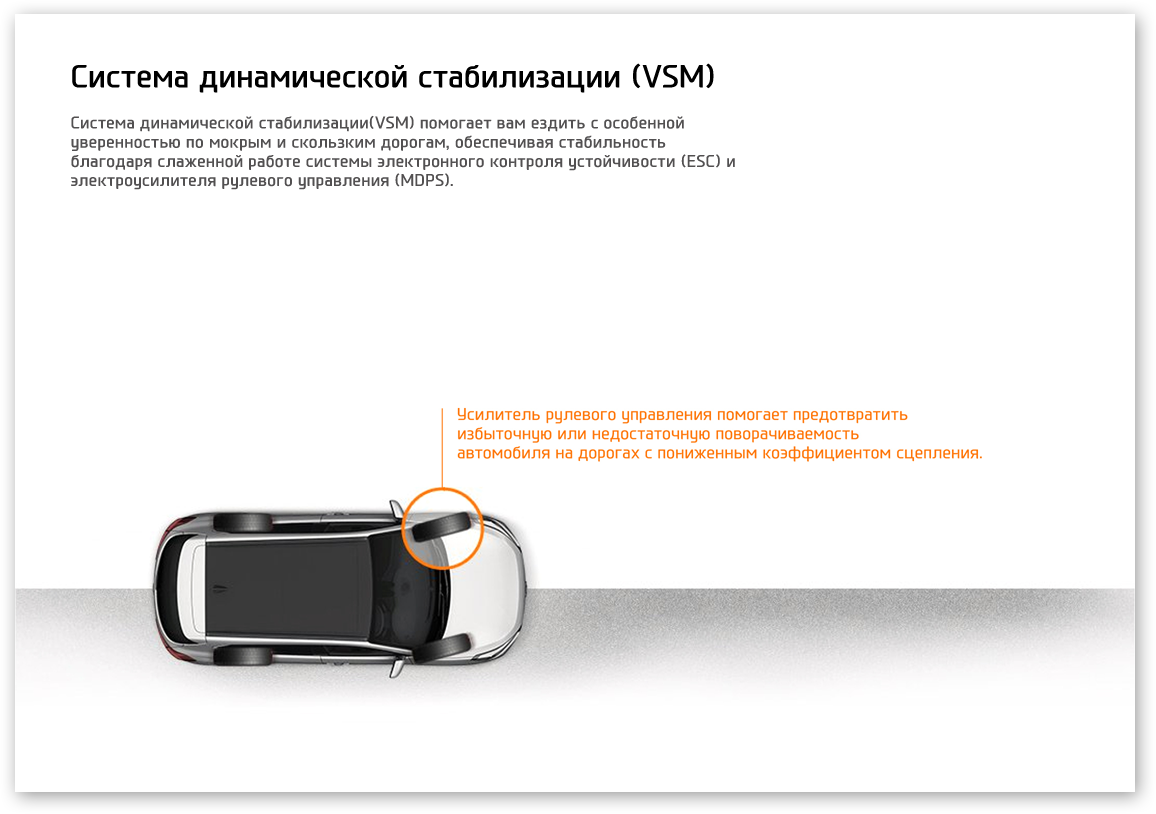 Система динамической стабилизации (VSM)
Система динамической стабилизации(VSM) помогает вам ездить с особенной
уверенностью по мокрым и скользким дорогам, обеспечивая стабильность
благодаря слаженной работе системы электронного контроля устойчивости (ESC) и
электроусилителя рулевого управления (MDPS).
Усилитель рулевого управления помогает предотвратить
избыточную или недостаточную поворачиваемость
автомобиля на дорогах с пониженным коэффициентом сцепления.